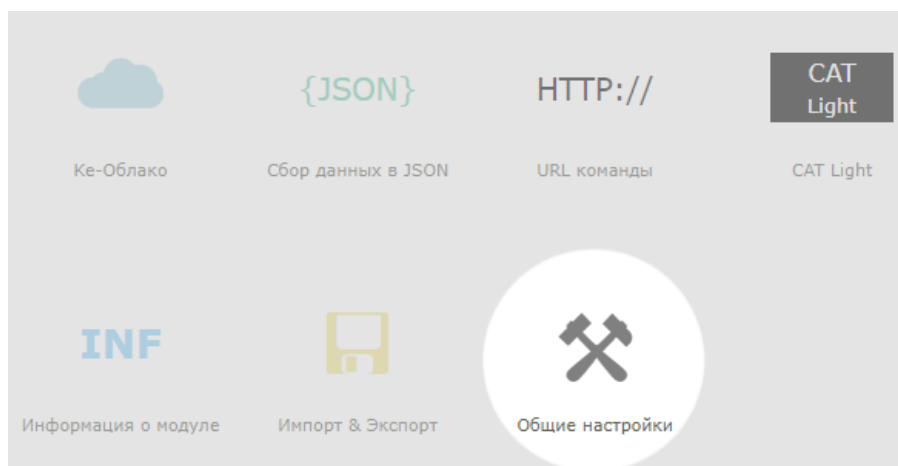 {JSON}
HTTP://
CAT
Light
Ке-Облако
Сбор данных в JSON
URL команды
CAT Light
INF
Информация о модуле
Импорт & Экспорт
Общие настройки